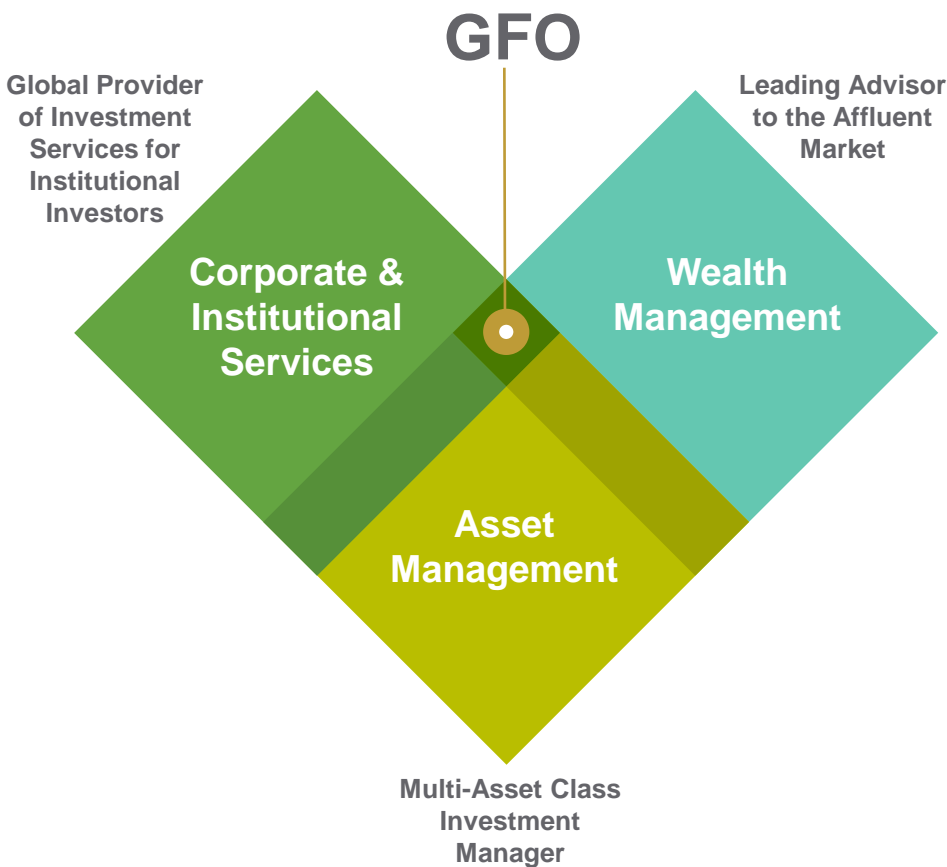 GFO
Global Provider
of Investment
Services for
Institutional
Investors
Leading Advisor
to the Affluent
Market
Corporate &
Institutional
Services
Wealth
Management
Asset
Management
Multi-Asset Class
Investment
Manager